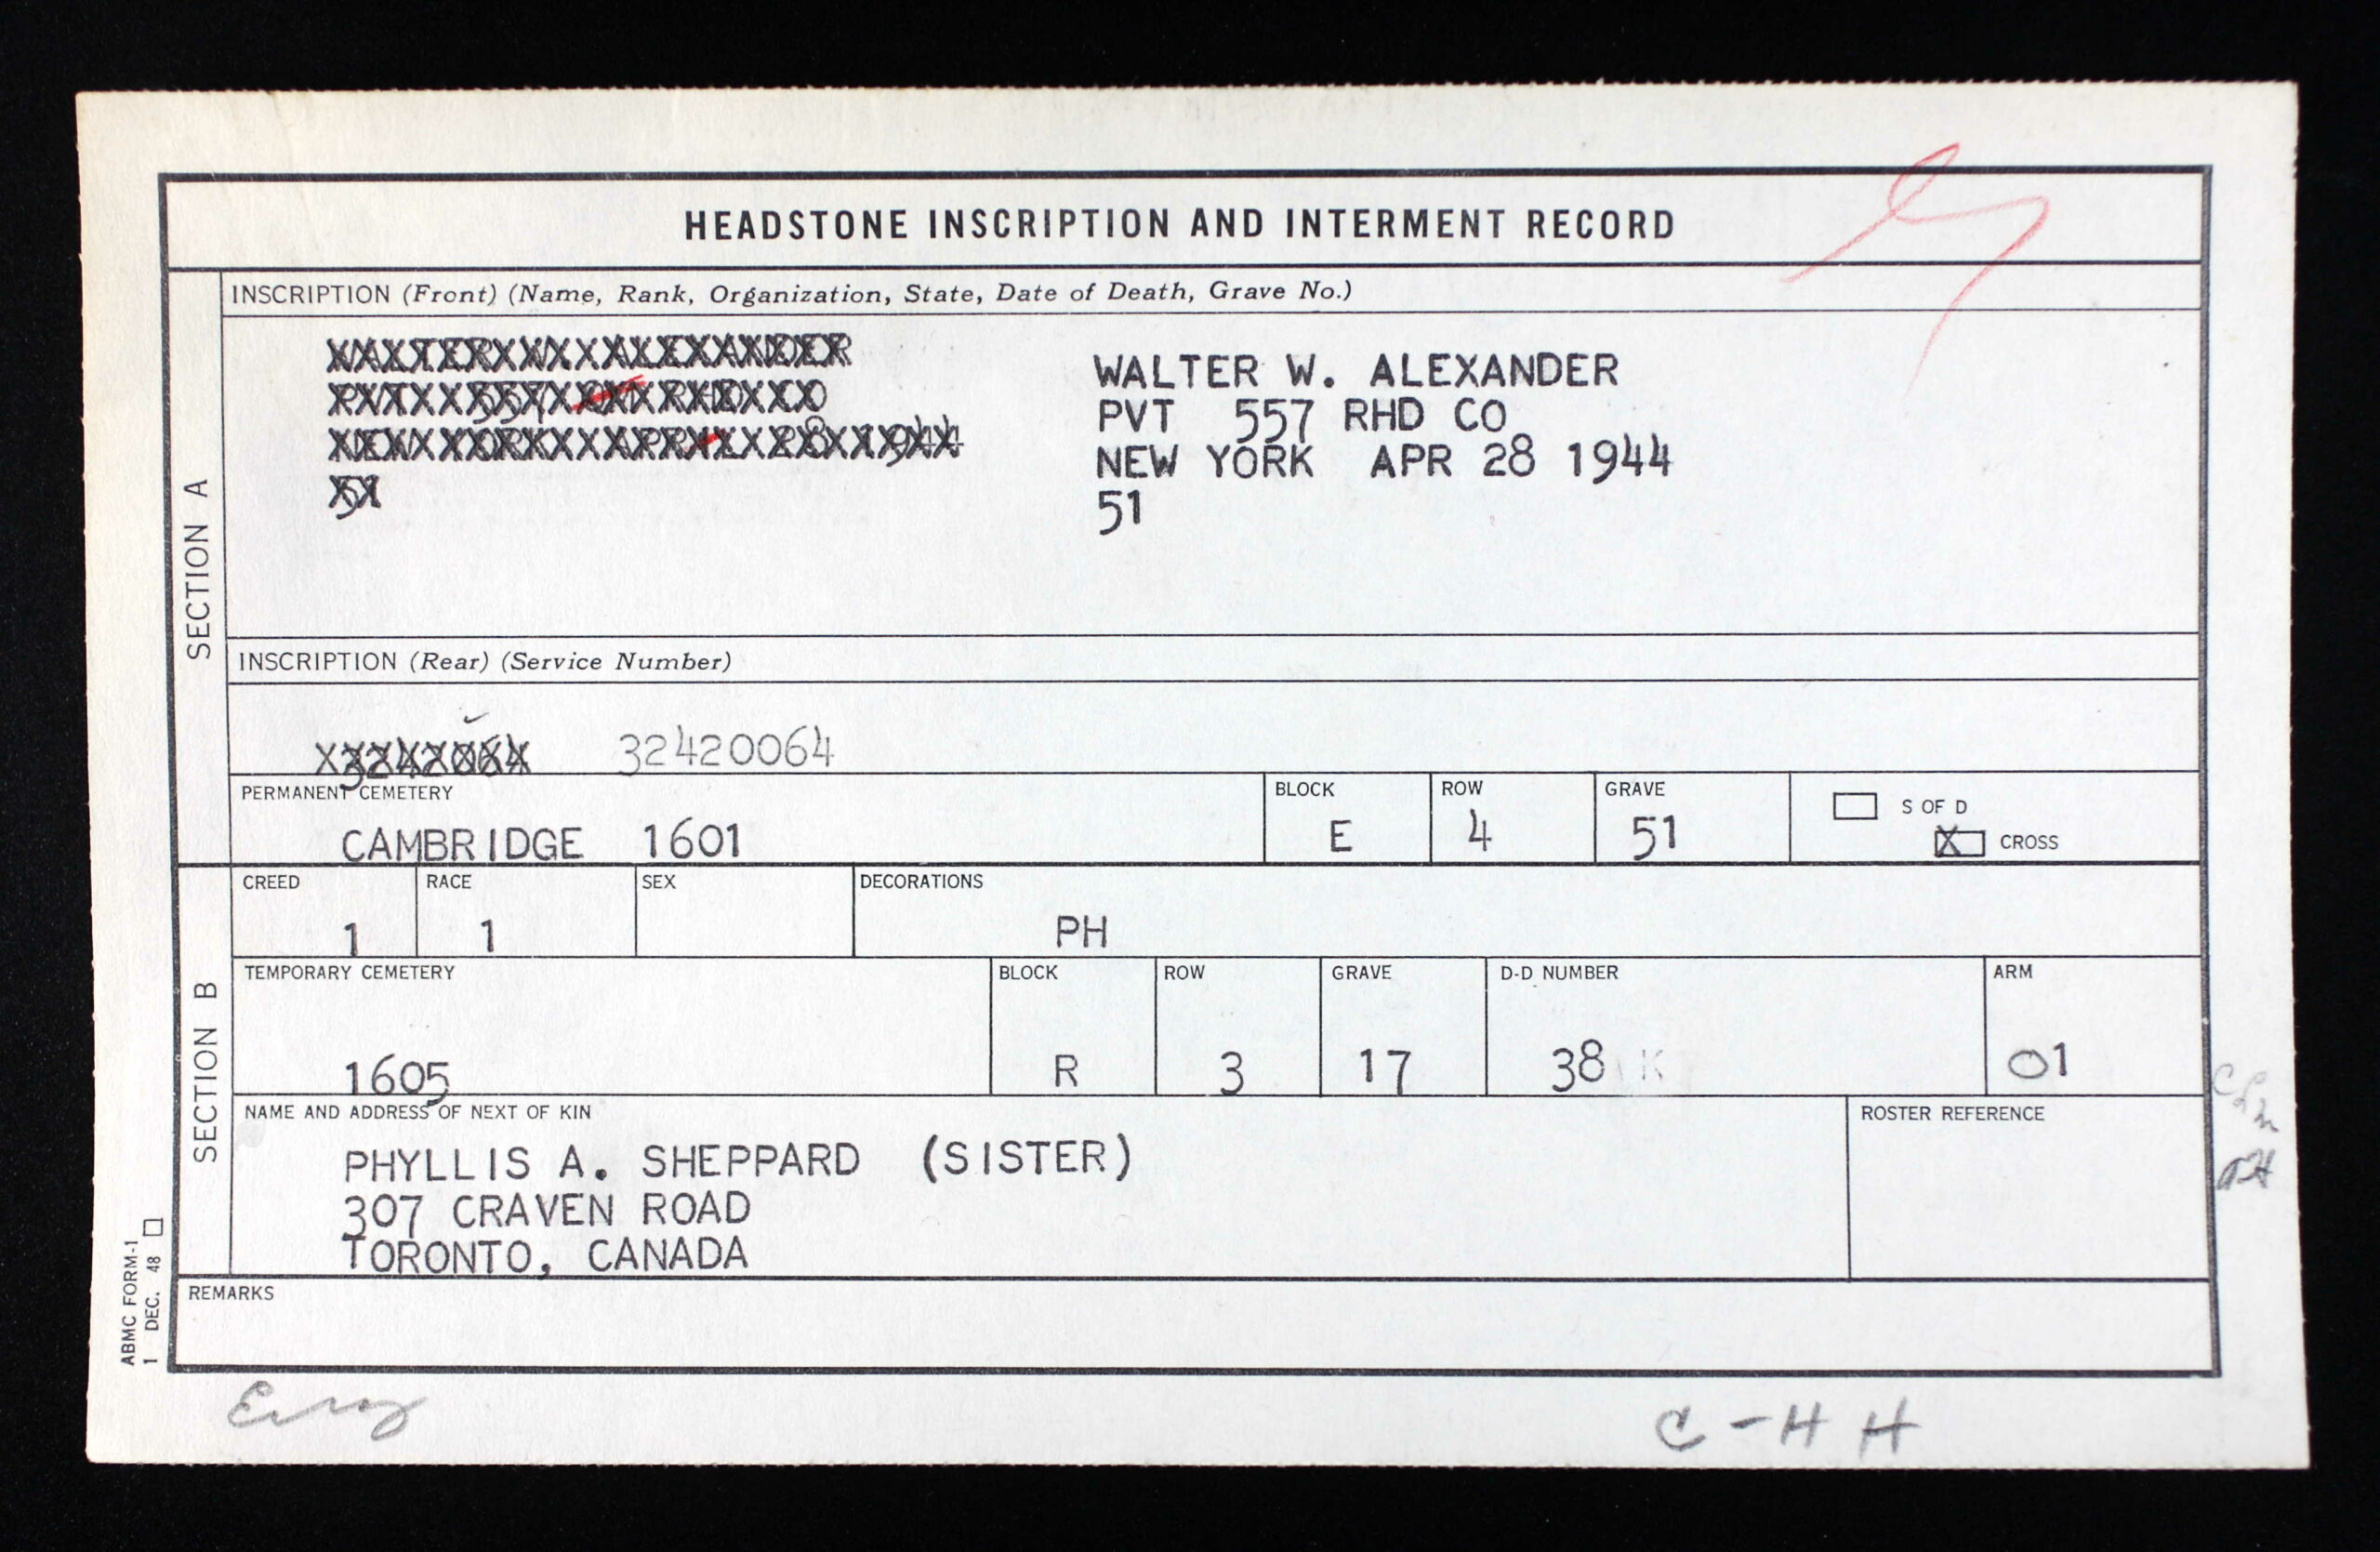 HEADSTONE INSCRIPTION AND INTERMENT RECORD
SECTION A
INSCRIPTION (Front) (Name, Rank, Organization, State, Date of Death, Grave No.)
WALTER W. ALEXANDER
PVT 557 RHD CO
NEW YORK APR 28 1944
51
INSCRIPTION (Rear) (Service Number)
32420064
PERMANENT CEMETERY
CAMBRIDGE 1601
BLOCK
E
ROW
4
GRAVE
51
S OF D
X CROSS
SECTION B
CREED
1
RACE
1
SEX
DECORATIONS
PH
TEMPORARY CEMETERY
1605
BLOCK
R
ROW
3
GRAVE
17
D-D NUMBER
38
ARM
01
NAME AND ADDRESS OF NEXT OF KIN
PHYLLIS A. SHEPPARD (SISTER)
307 CRAVEN ROAD
TORONTO, CANADA
ROSTER REFERENCE
REMARKS
ABMC FORM-1
1 DEC. 48
C-HH